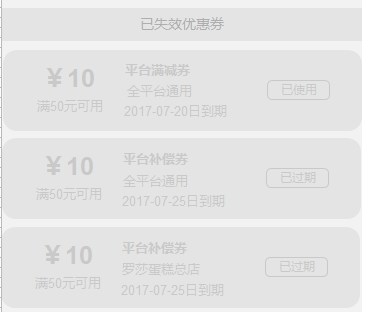 已失效优惠券
¥10
平台满减券
全平台通用
满50元可用
2017-07-20日到期
已使用
¥10
平台补偿券
全平台通用
满50元可用
2017-07-25日到期
已过期
¥10
平台补偿券
罗莎蛋糕总店
满50元可用
2017-07-25日到期
已过期